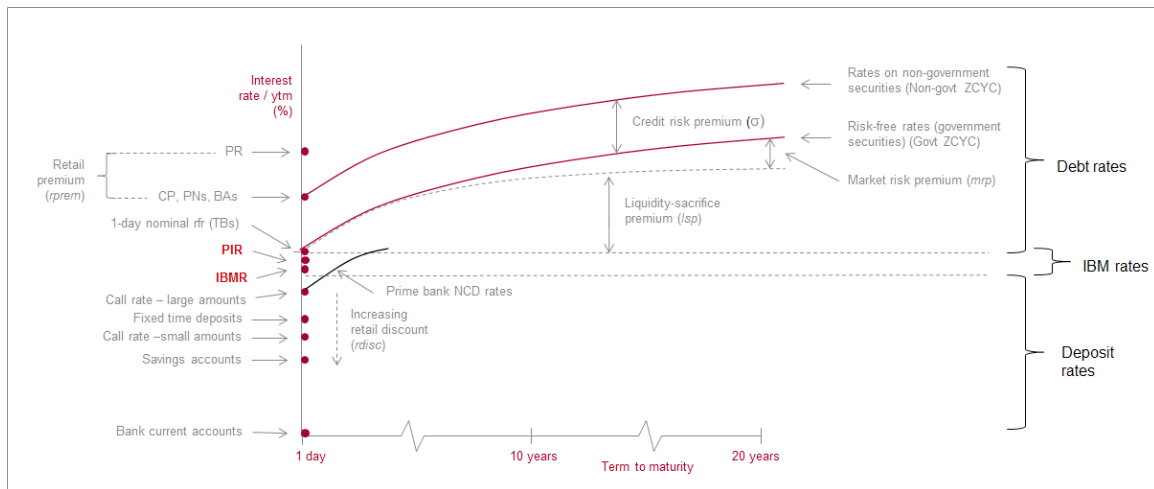 Interest
rate / ytm
(%)
Rates on non-government
securities (Non-govt ZCYC)
Credit risk premium (σ)
Risk-free rates (government
securities) (Govt ZCYC)
Debt rates
PR
Retail
premium
(rprem)
CP, PNs, BAs
Market risk premium (mrp)
Liquidity-sacrifice
premium (lsp)
1-day nominal rfr (TBs)
PIR
IBMR
IBM rates
Call rate – large amounts
Prime bank NCD rates
Fixed time deposits
Increasing
retail discount
(rdisc)
Call rate –small amounts
Savings accounts
Deposit
rates
Bank current accounts
1 day
10 years
Term to maturity
20 years